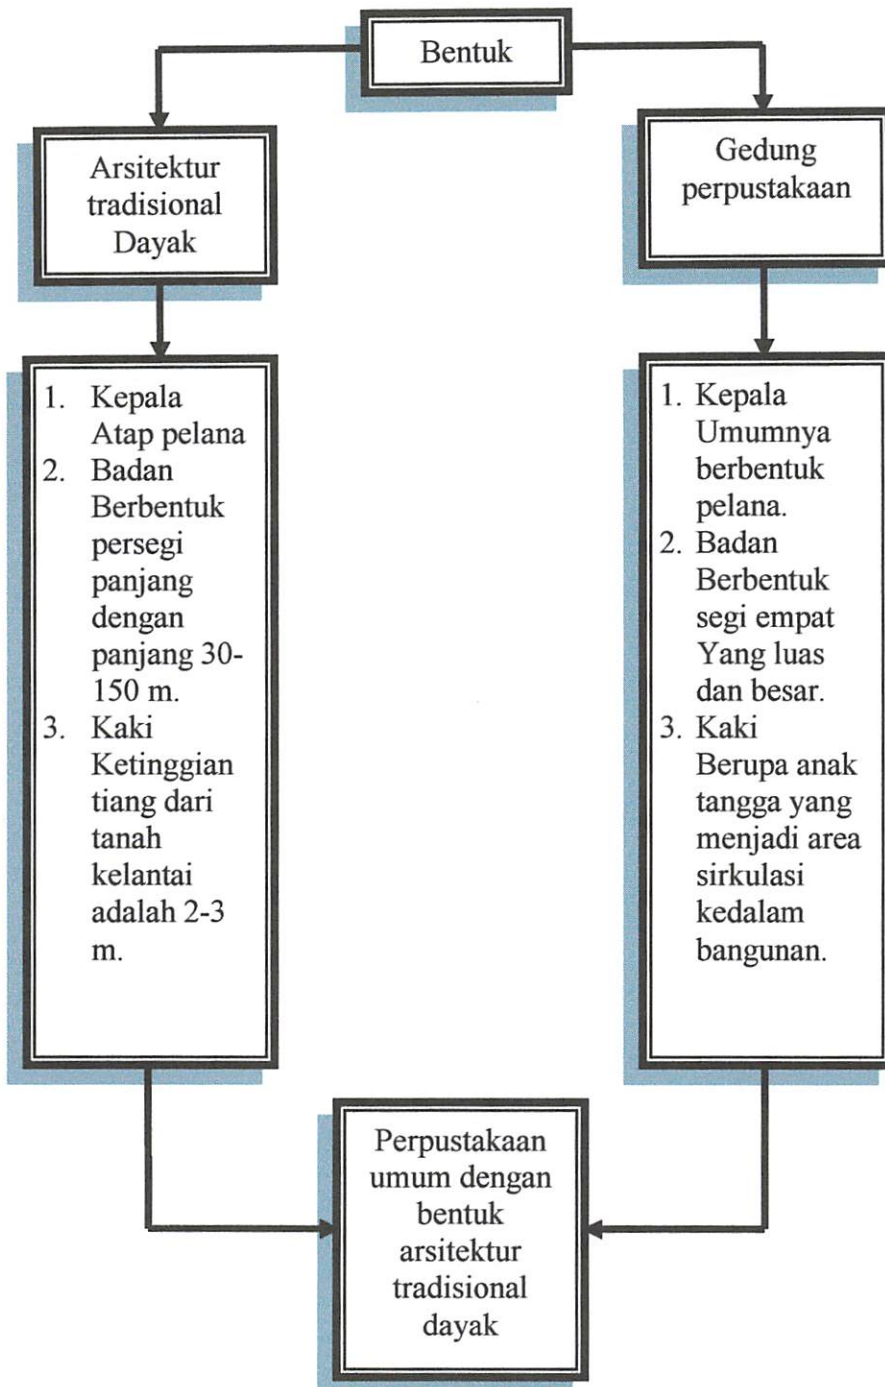 Bentuk
Arsitektur
tradisional
Dayak
Gedung
perpustakaan
1. Kepala
Atap pelana
2. Badan
Berbentuk
persegi
panjang
dengan
panjang 30-
150 m.
3. Kaki
Ketinggian
tiang dari
tanah
kelantai
adalah 2-3
m.
1. Kepala
Umumnya
berbentuk
pelana.
2. Badan
Berbentuk
segi empat
Yang luas
dan besar.
3. Kaki
Berupa anak
tangga yang
menjadi area
sirkulasi
kedalam
bangunan.
Perpustakaan
umum dengan
bentuk
arsitektur
tradisional
dayak